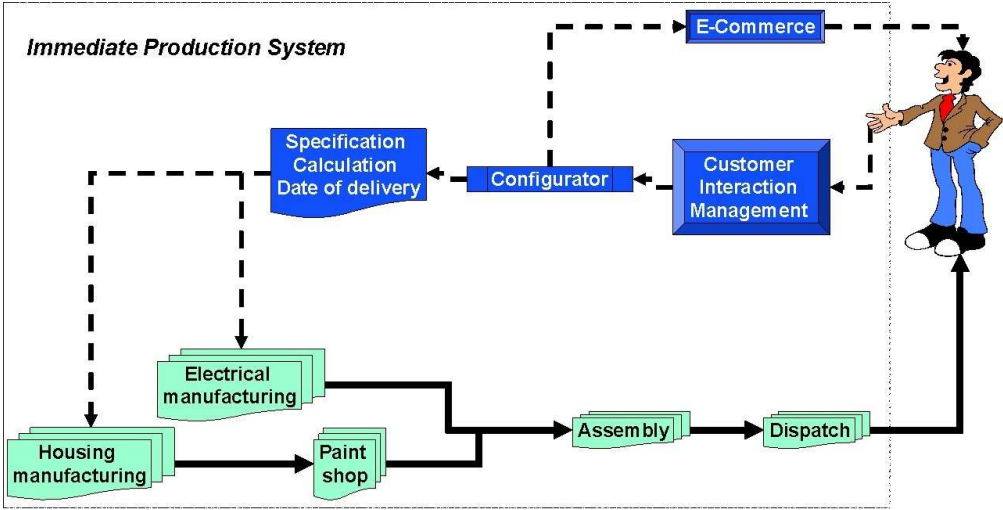 Immediate Production System
E-Commerce
Specification
Calculation
Date of delivery
Configurator
Customer
Interaction
Management
Electrical
manufacturing
Housing
manufacturing
Paint
shop
Assembly
Dispatch